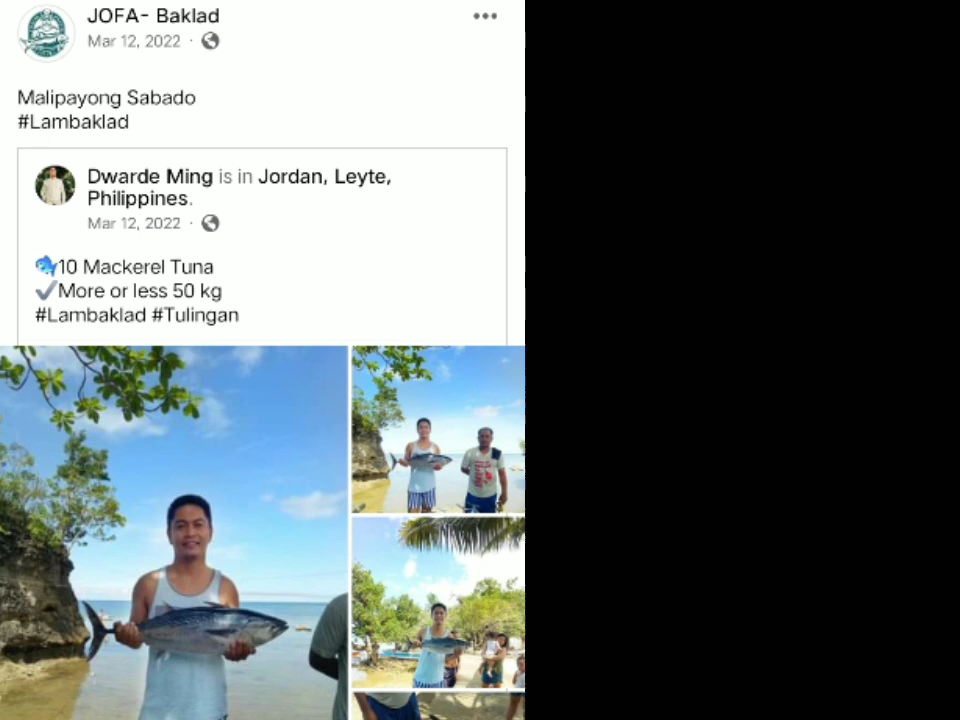 JOFA- Baklad
Mar 12, 2022 ·
Malipayong Sabado
#Lambaklad
Dwarde Ming is in Jordan, Leyte,
Philippines.
Mar 12, 2022 ·
10 Mackerel Tuna
More or less 50 kg
#Lambaklad #Tulingan